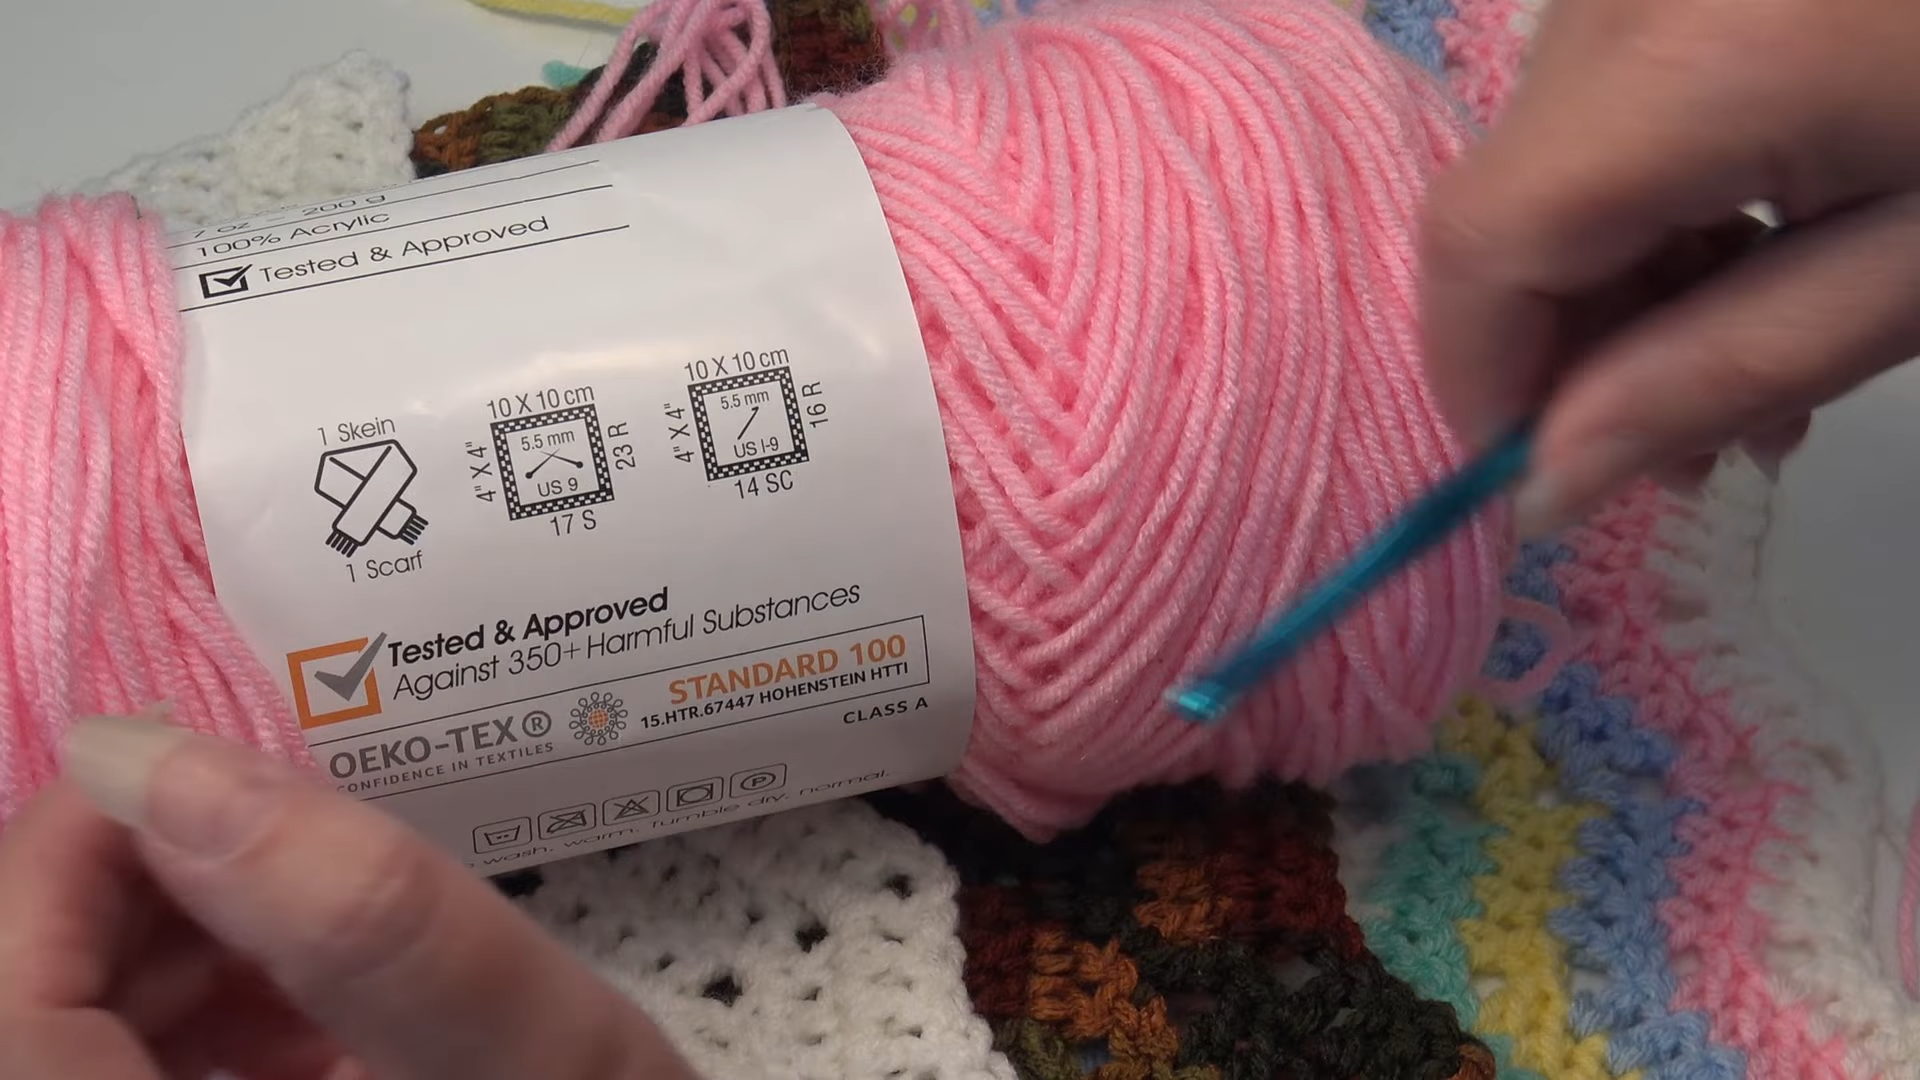 7 oz – 200 g
100% Acrylic
Tested & Approved
1 Skein
1 Scarf
10 X 10 cm
4" X 4"
5.5 mm
US 9
23 R
17 S
10 X 10 cm
4" X 4"
5.5 mm
US I-9
16 R
14 SC
Tested & Approved
Against 350+ Harmful Substances
OEKO-TEX®
CONFIDENCE IN TEXTILES
STANDARD 100
15.HTR.67447 HOHENSTEIN HTTI
CLASS A
P
wash, warm. Tumble dry, normal.